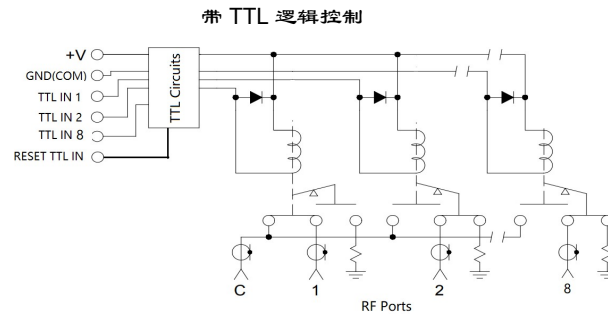 带 TTL 逻辑控制
+V
GND(COM)
TTL IN 1
TTL IN 2
TTL IN 8
RESET TTL IN
TTL Circuits
C
1
2
8
RF Ports